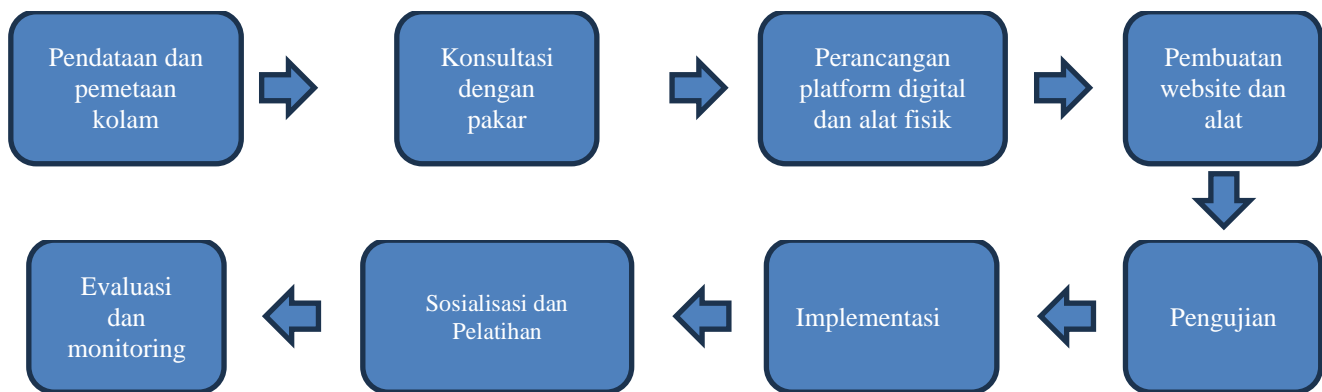 Pendataan dan
pemetaan
kolam
Konsultasi
dengan
pakar
Perancangan
platform digital
dan alat fisik
Pembuatan
website dan
alat
Pengujian
Implementasi
Sosialisasi dan
Pelatihan
Evaluasi
dan
monitoring